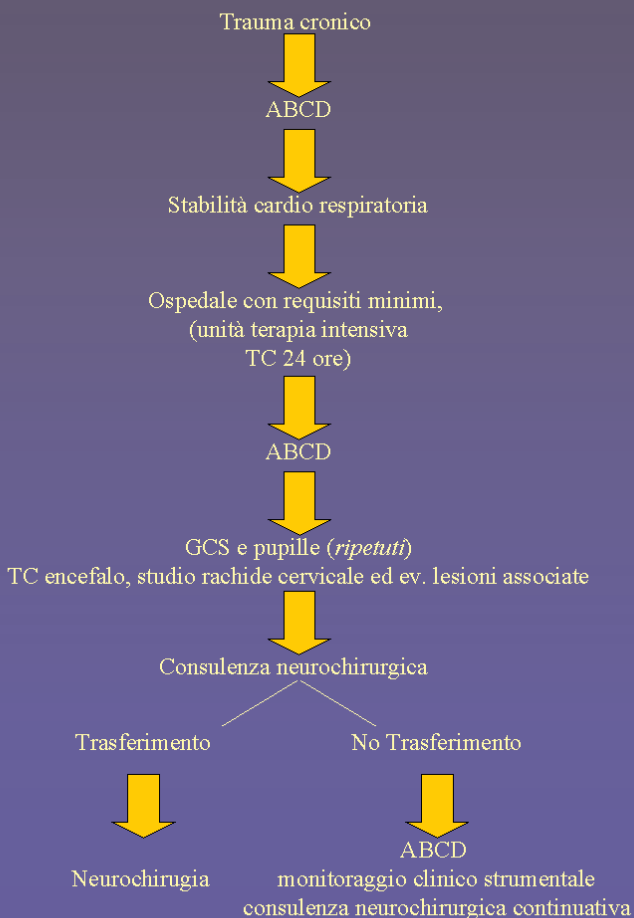 Trauma cronico
ABCD
Stabilità cardio respiratoria
Ospedale con requisiti minimi,
(unità terapia intensiva
TC 24 ore)
ABCD
GCS e pupille (ripetuti)
TC encefalo, studio rachide cervicale ed ev. lesioni associate
Consulenza neurochirurgica
Trasferimento
No Trasferimento
Neurochirugia
ABCD
monitoraggio clinico strumentale
consulenza neurochirurgica continuativa